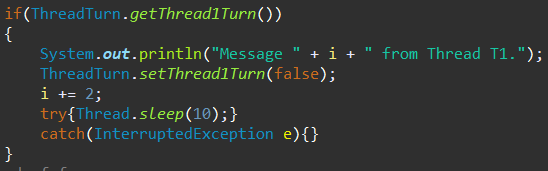 if(ThreadTurn.getThread1Turn())
{
System.out.println("Message " + i + " from Thread T1.");
ThreadTurn.setThread1Turn(false);
i += 2;
try{Thread.sleep(10);}
catch(InterruptedException e){}
}